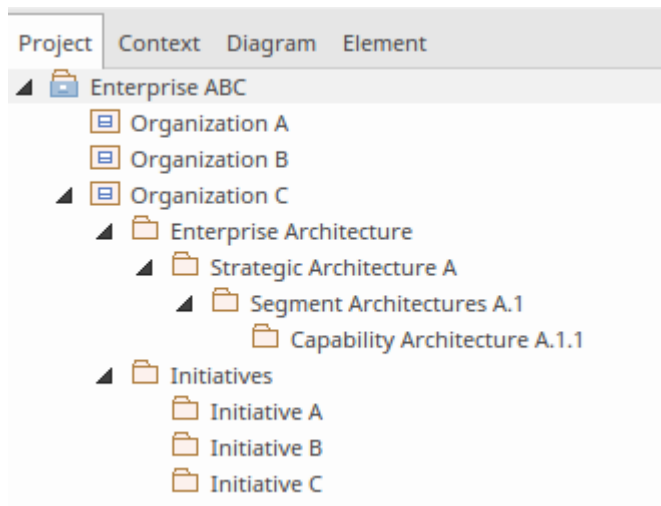 Project Context Diagram Element
Enterprise ABC
Organization A
Organization B
Organization C
Enterprise Architecture
Strategic Architecture A
Segment Architectures A.1
Capability Architecture A.1.1
Initiatives
Initiative A
Initiative B
Initiative C